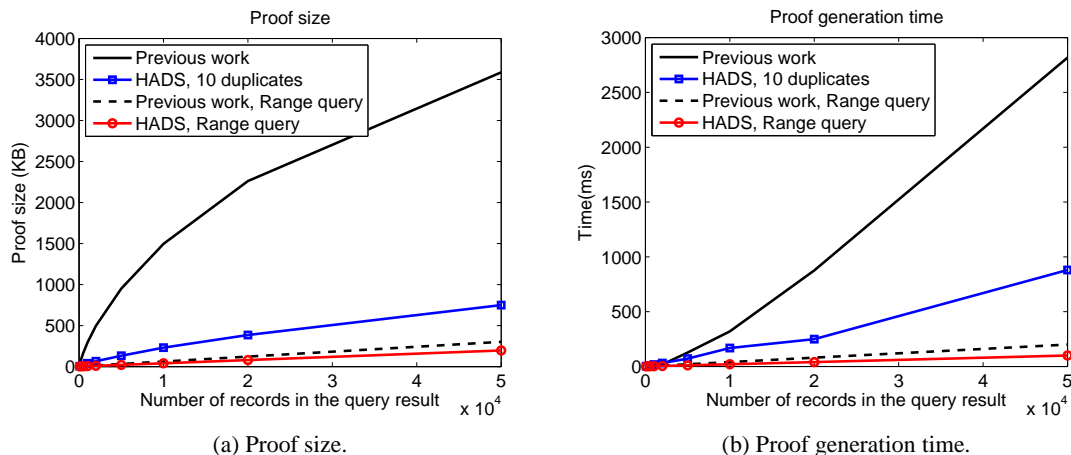 Proof size
4000
3500
3000
2500
2000
1500
1000
500
0
Proof size (KB)
Previous work
HADS, 10 duplicates
Previous work, Range query
HADS, Range query
0 1 2 3 4 5
x 10^4
Number of records in the query result
(a) Proof size.
Proof generation time
3000
2500
2000
1500
1000
500
0
Time(ms)
Previous work
HADS, 10 duplicates
Previous work, Range query
HADS, Range query
0 1 2 3 4 5
x 10^4
Number of records in the query result
(b) Proof generation time.